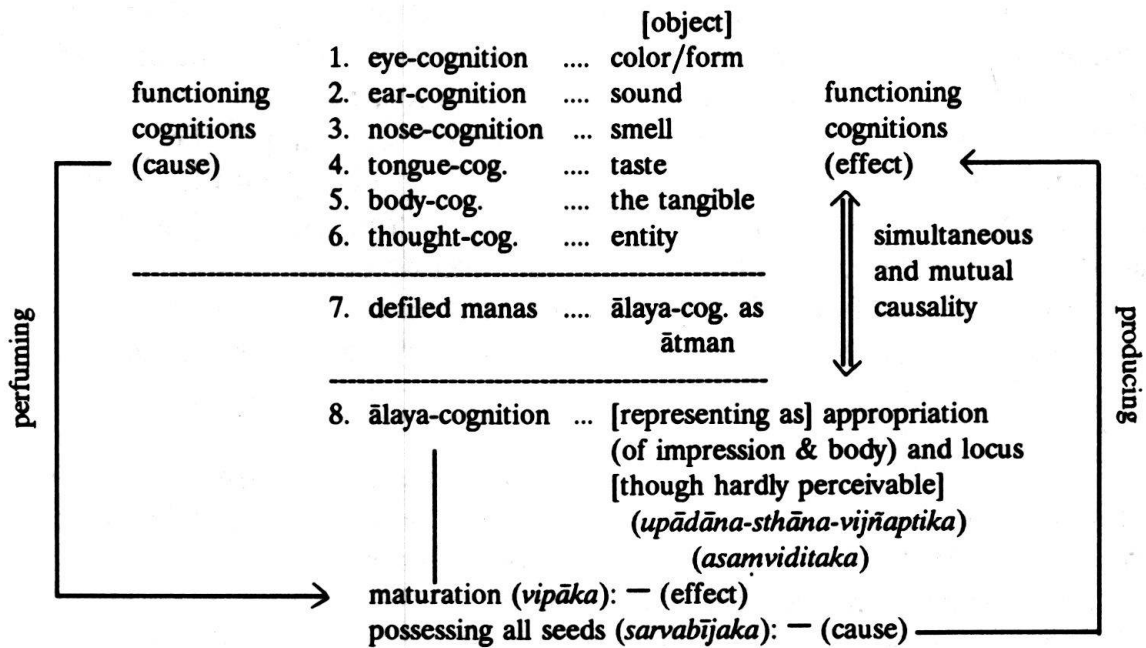 [object]
1. eye-cognition .... color/form
functioning 2. ear-cognition .... sound functioning
cognitions 3. nose-cognition ... smell cognitions
(cause) 4. tongue-cog. .... taste (effect)
5. body-cog. .... the tangible
6. thought-cog. .... entity simultaneous
and mutual
7. defiled manas .... ālaya-cog. as causality
ātman
perfuming
producing
8. ālaya-cognition ... [representing as] appropriation
(of impression & body) and locus
[though hardly perceivable]
(upādāna-sthāna-vijñaptika)
(asaṃviditaka)
maturation (vipāka): — (effect)
possessing all seeds (sarvabījaka): — (cause)